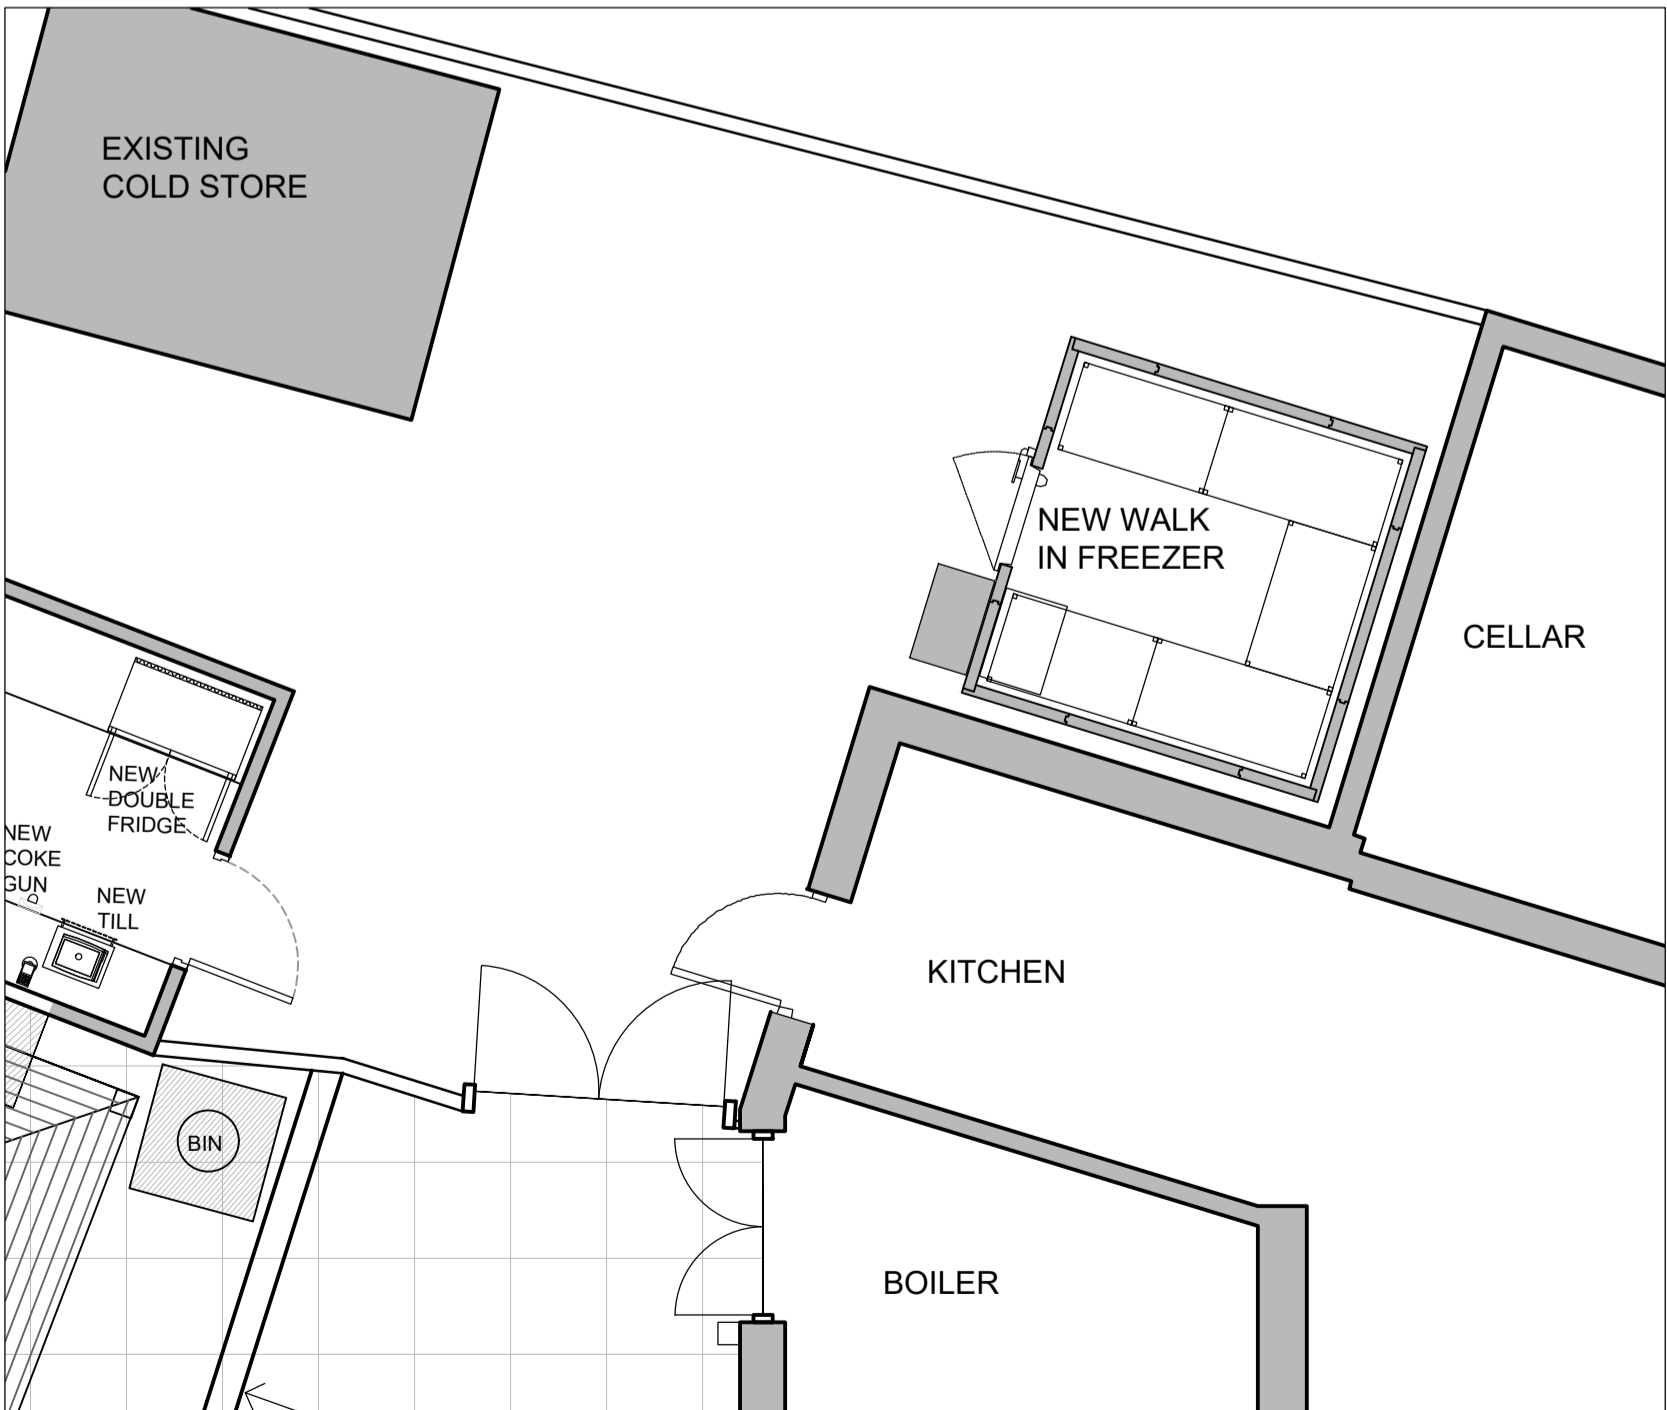 EXISTING
COLD STORE
NEW WALK
IN FREEZER
CELLAR
NEW
DOUBLE
FRIDGE
NEW
COKE
GUN
NEW
TILL
KITCHEN
BIN
BOILER